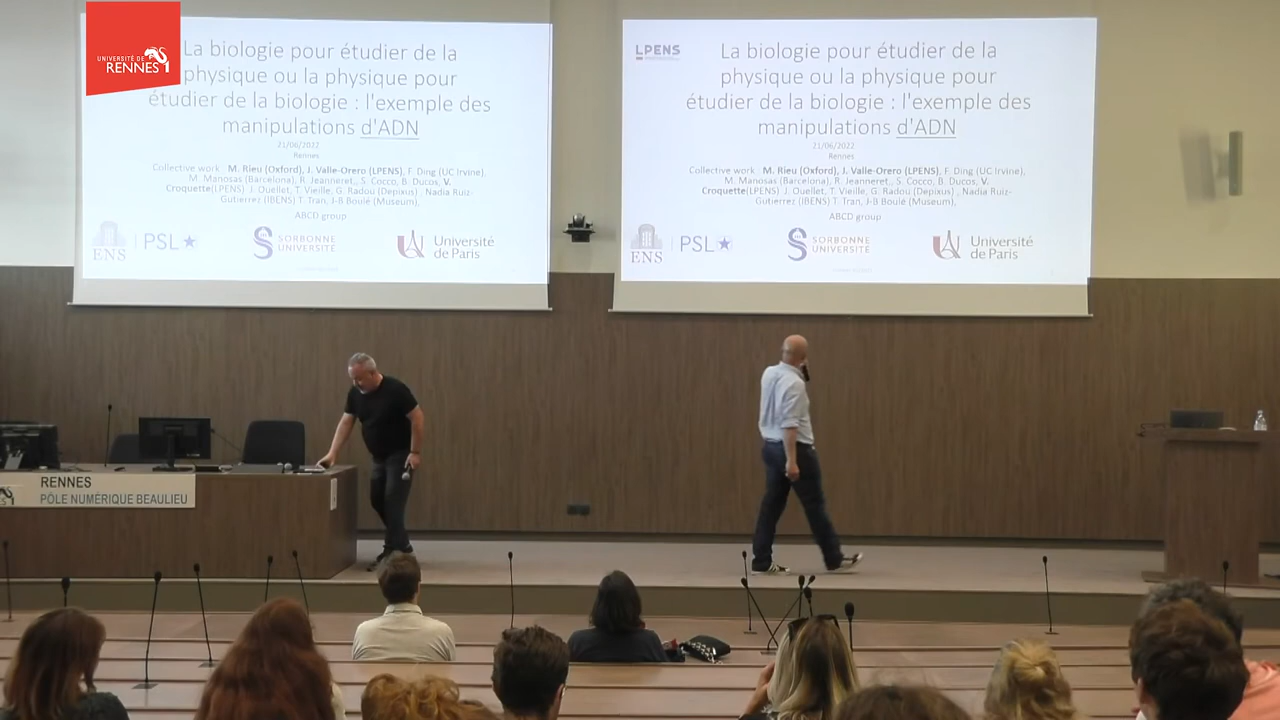 UNIVERSITÉ DE
RENNES
La biologie pour étudier de la
physique ou la physique pour
étudier de la biologie : l'exemple des
manipulations d'ADN
21/06/2022
Rennes
Collective work : M. Rieu (Oxford), J. Valle-Orero (LPENS), F. Ding (UC Irvine),
M. Manosas (Barcelona), R. Jeanneret,, S. Cocco, B. Ducos, V.
Croquette(LPENS) J. Ouellet, T. Vieille, G. Radou (Depixus) , Nadia Ruiz-
Gutierrez (IBENS) T. Tran, J-B Boulé (Museum),
ABCD group
ENS
PSL
SORBONNE
UNIVERSITÉ
Université
de Paris
LPENS
La biologie pour étudier de la
physique ou la physique pour
étudier de la biologie : l'exemple des
manipulations d'ADN
21/06/2022
Rennes
Collective work : M. Rieu (Oxford), J. Valle-Orero (LPENS), F. Ding (UC Irvine),
M. Manosas (Barcelona), R. Jeanneret,, S. Cocco, B. Ducos, V.
Croquette(LPENS) J. Ouellet, T. Vieille, G. Radou (Depixus) , Nadia Ruiz-
Gutierrez (IBENS) T. Tran, J-B Boulé (Museum),
ABCD group
ENS
PSL
SORBONNE
UNIVERSITÉ
Université
de Paris
RENNES
PÔLE NUMÉRIQUE BEAULIEU